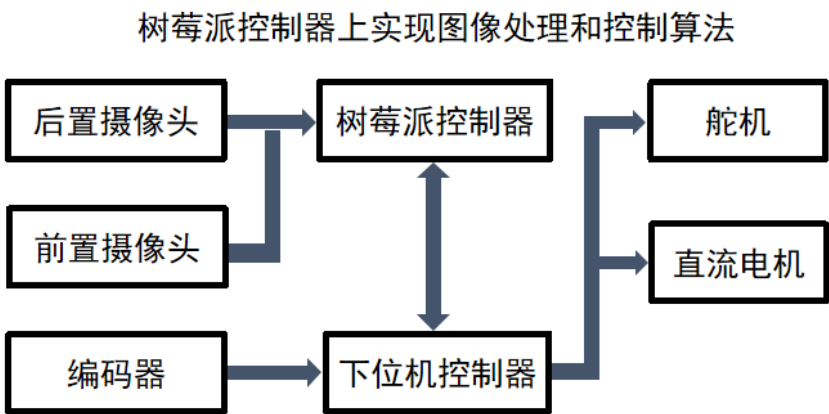 树莓派控制器上实现图像处理和控制算法
后置摄像头
树莓派控制器
舵机
前置摄像头
直流电机
编码器
下位机控制器